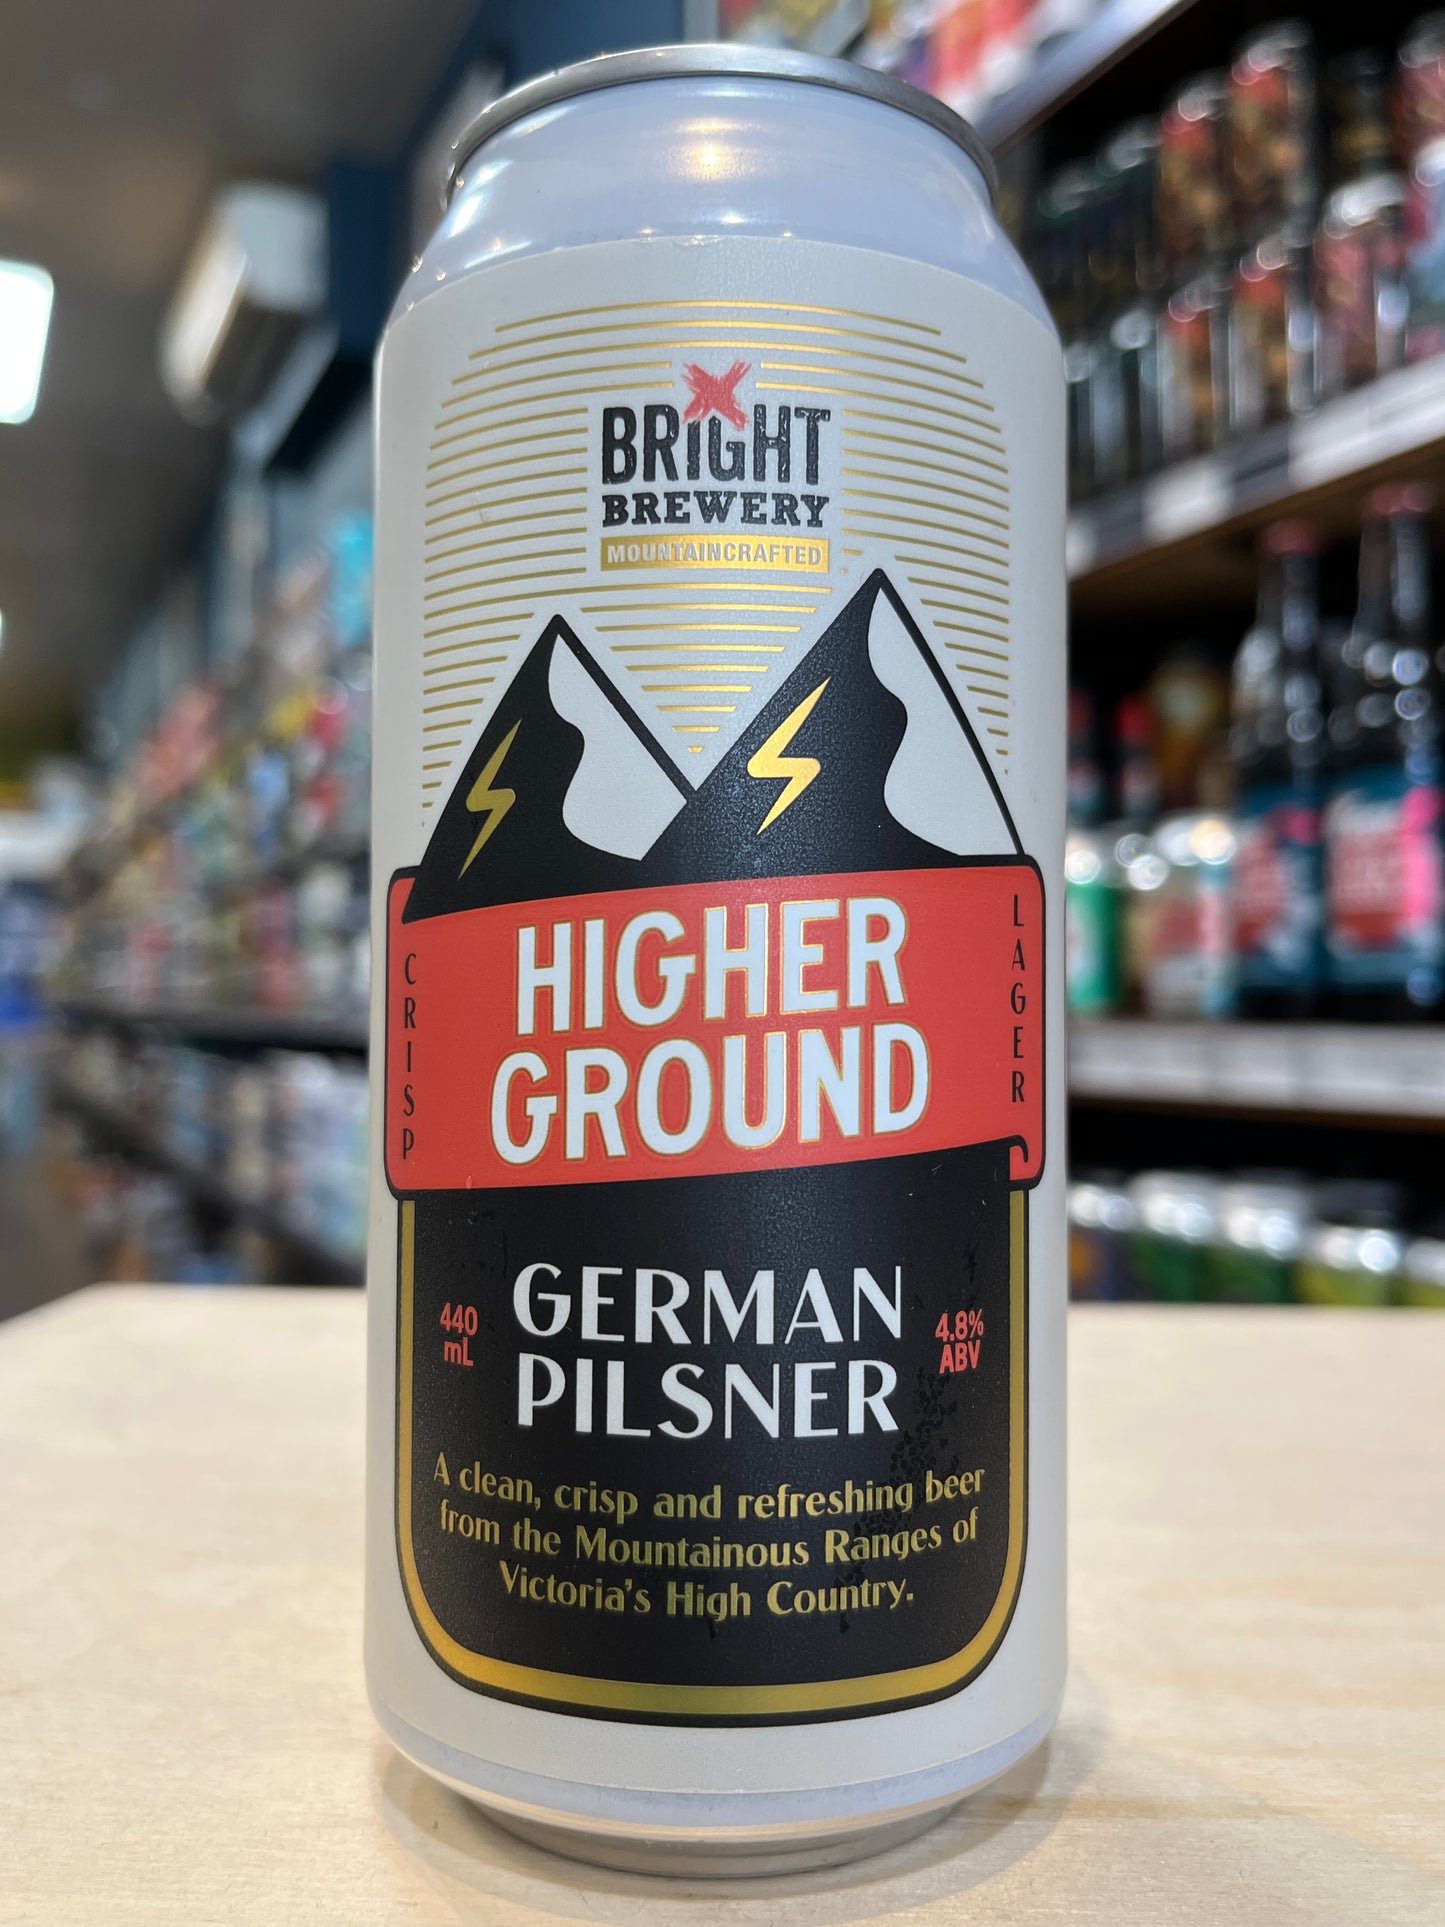 BRIGHT
BREWERY
MOUNTAINCRAFTED
CRISP
HIGHER
GROUND
LAGER
GERMAN
PILSNER
440
mL
4.8%
ABV
A clean, crisp and refreshing beer
from the Mountainous Ranges of
Victoria's High Country.